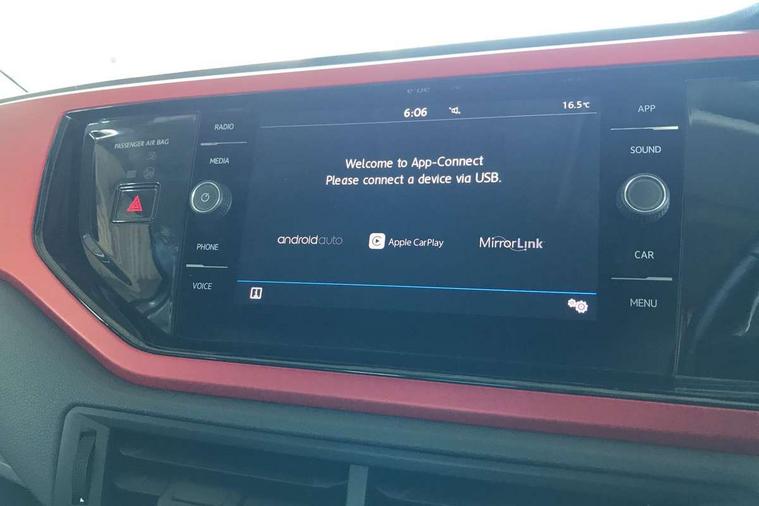 PASSENGER AIR BAG
RADIO
MEDIA
PHONE
VOICE
6:06
16.5°C
Welcome to App-Connect
Please connect a device via USB.
androidauto
Apple CarPlay
MirrorLink
APP
SOUND
CAR
MENU